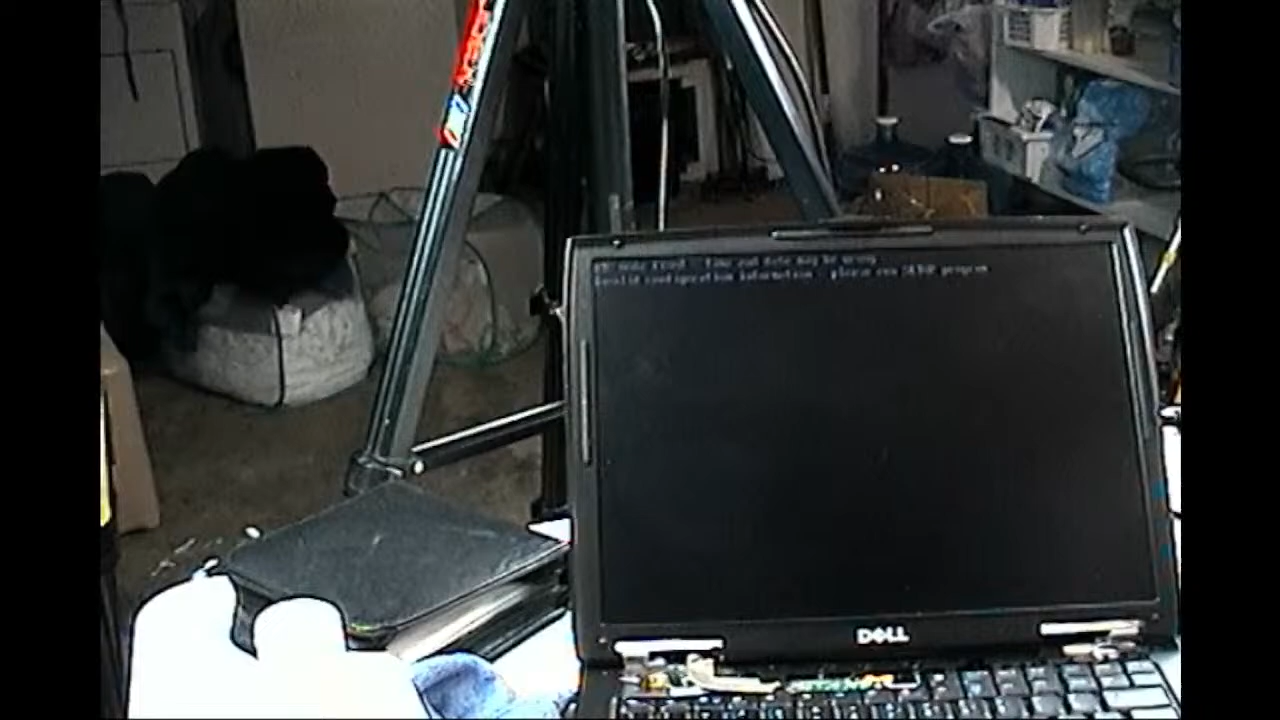 Time and date may be wrong
Invalid configuration information please run SETUP program
DELL